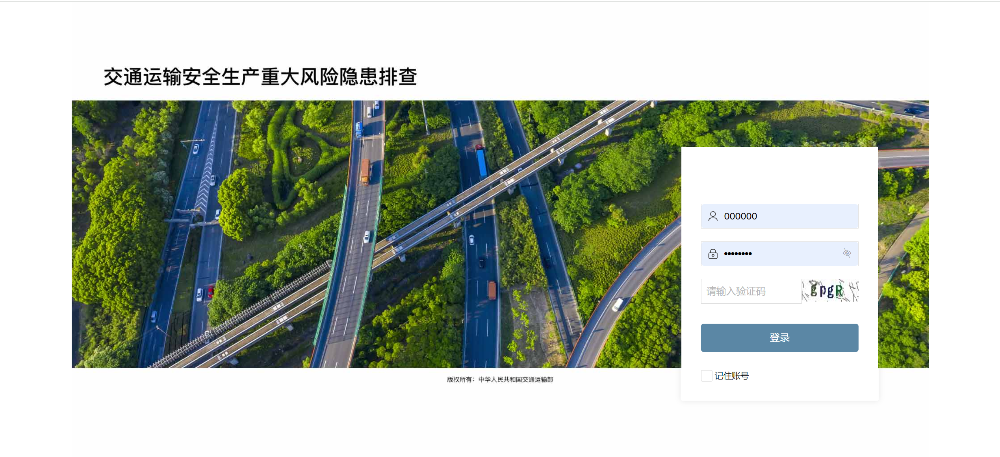 交通运输安全生产重大风险隐患排查
000000
••••••••
请输入验证码
gpgR
登录
记住账号
版权所有：中华人民共和国交通运输部